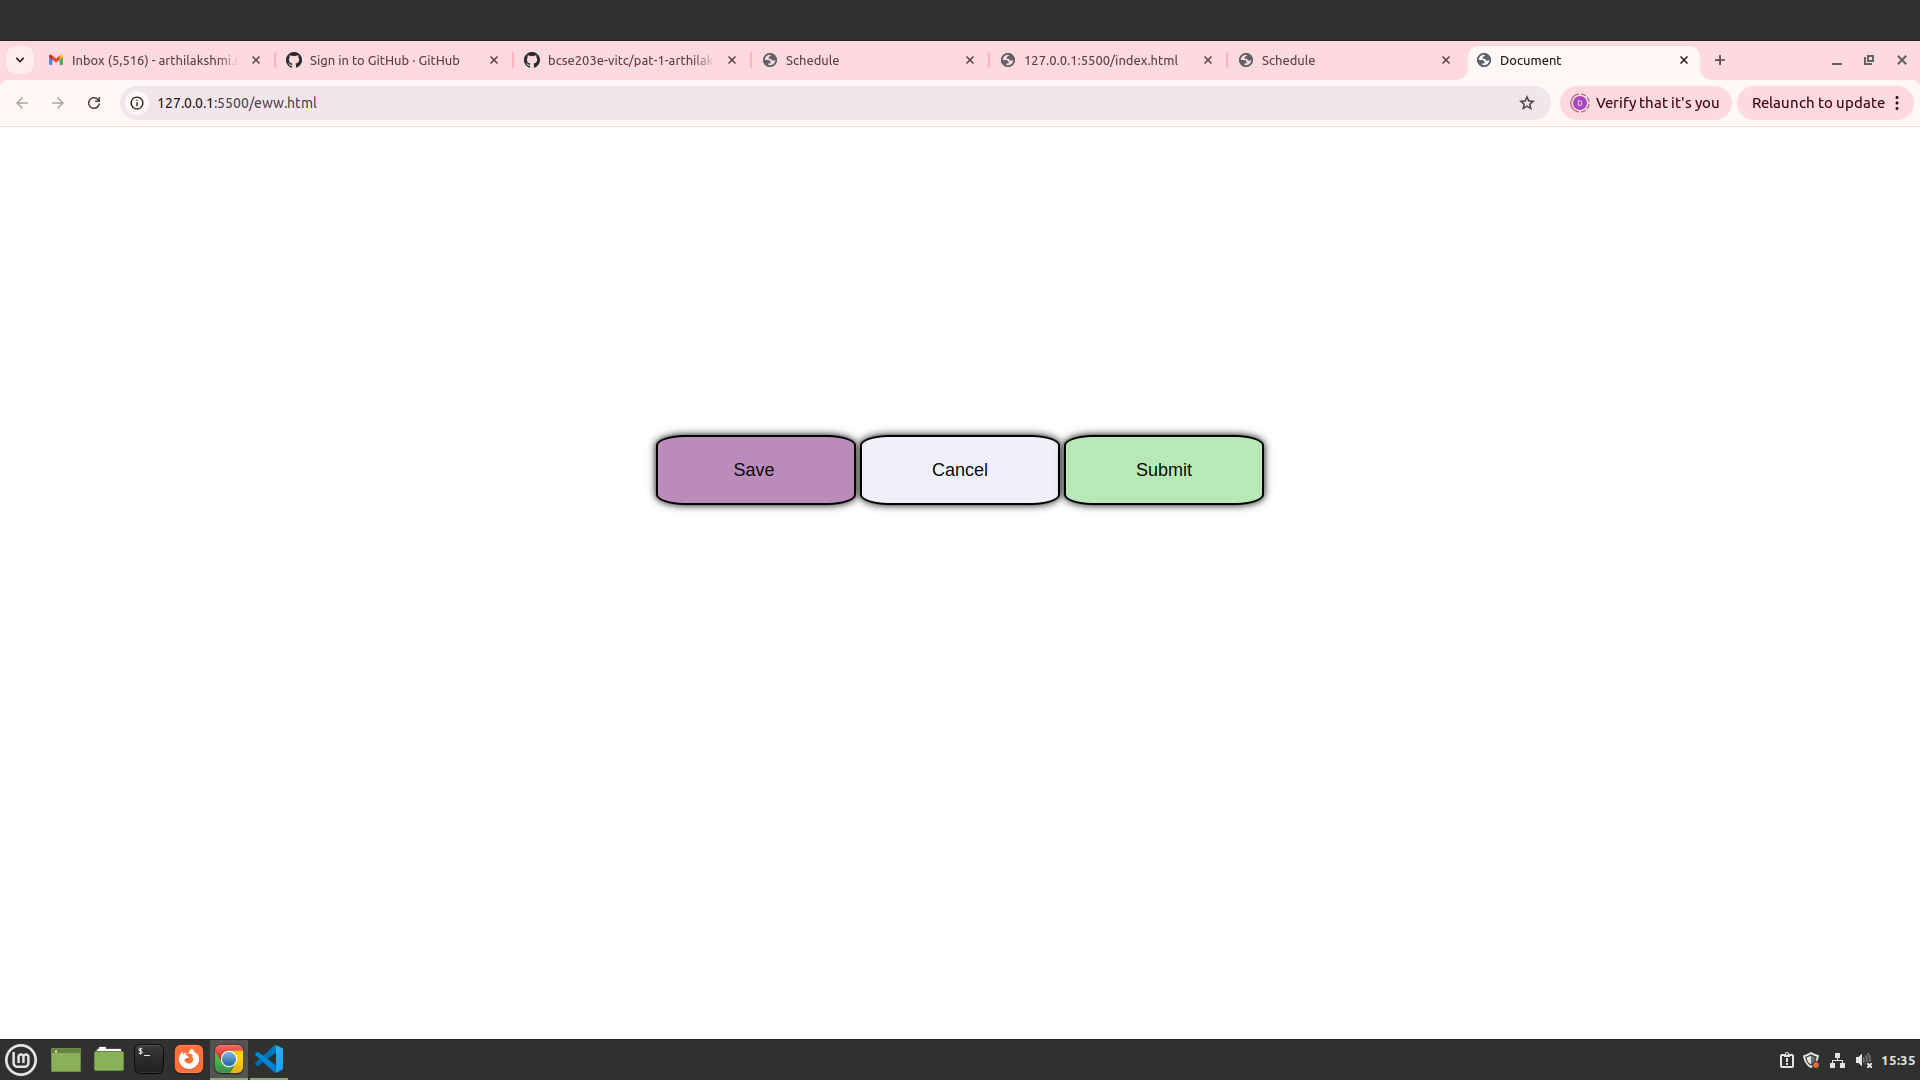 Inbox (5,516) - arthilakshmi.i
Sign in to GitHub · GitHub
bcse203e-vitc/pat-1-arthilak
Schedule
127.0.0.1:5500/index.html
Schedule
Document
127.0.0.1:5500/eww.html
D
Verify that it's you
Relaunch to update
Save
Cancel
Submit
$_
15:35